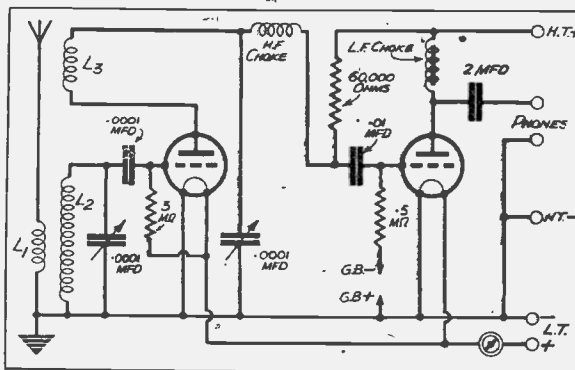 L1
L2
L3
.0001
MFD
.0001
MFD
3
MΩ
.0001
MFD
H.F.
CHOKE
60,000
OHMS
L.F. CHOKE
.01
MFD
.5
MΩ
G.B.-
G.B.+
2 MFD
H.T+
PHONES
H.T-
L.T.
+